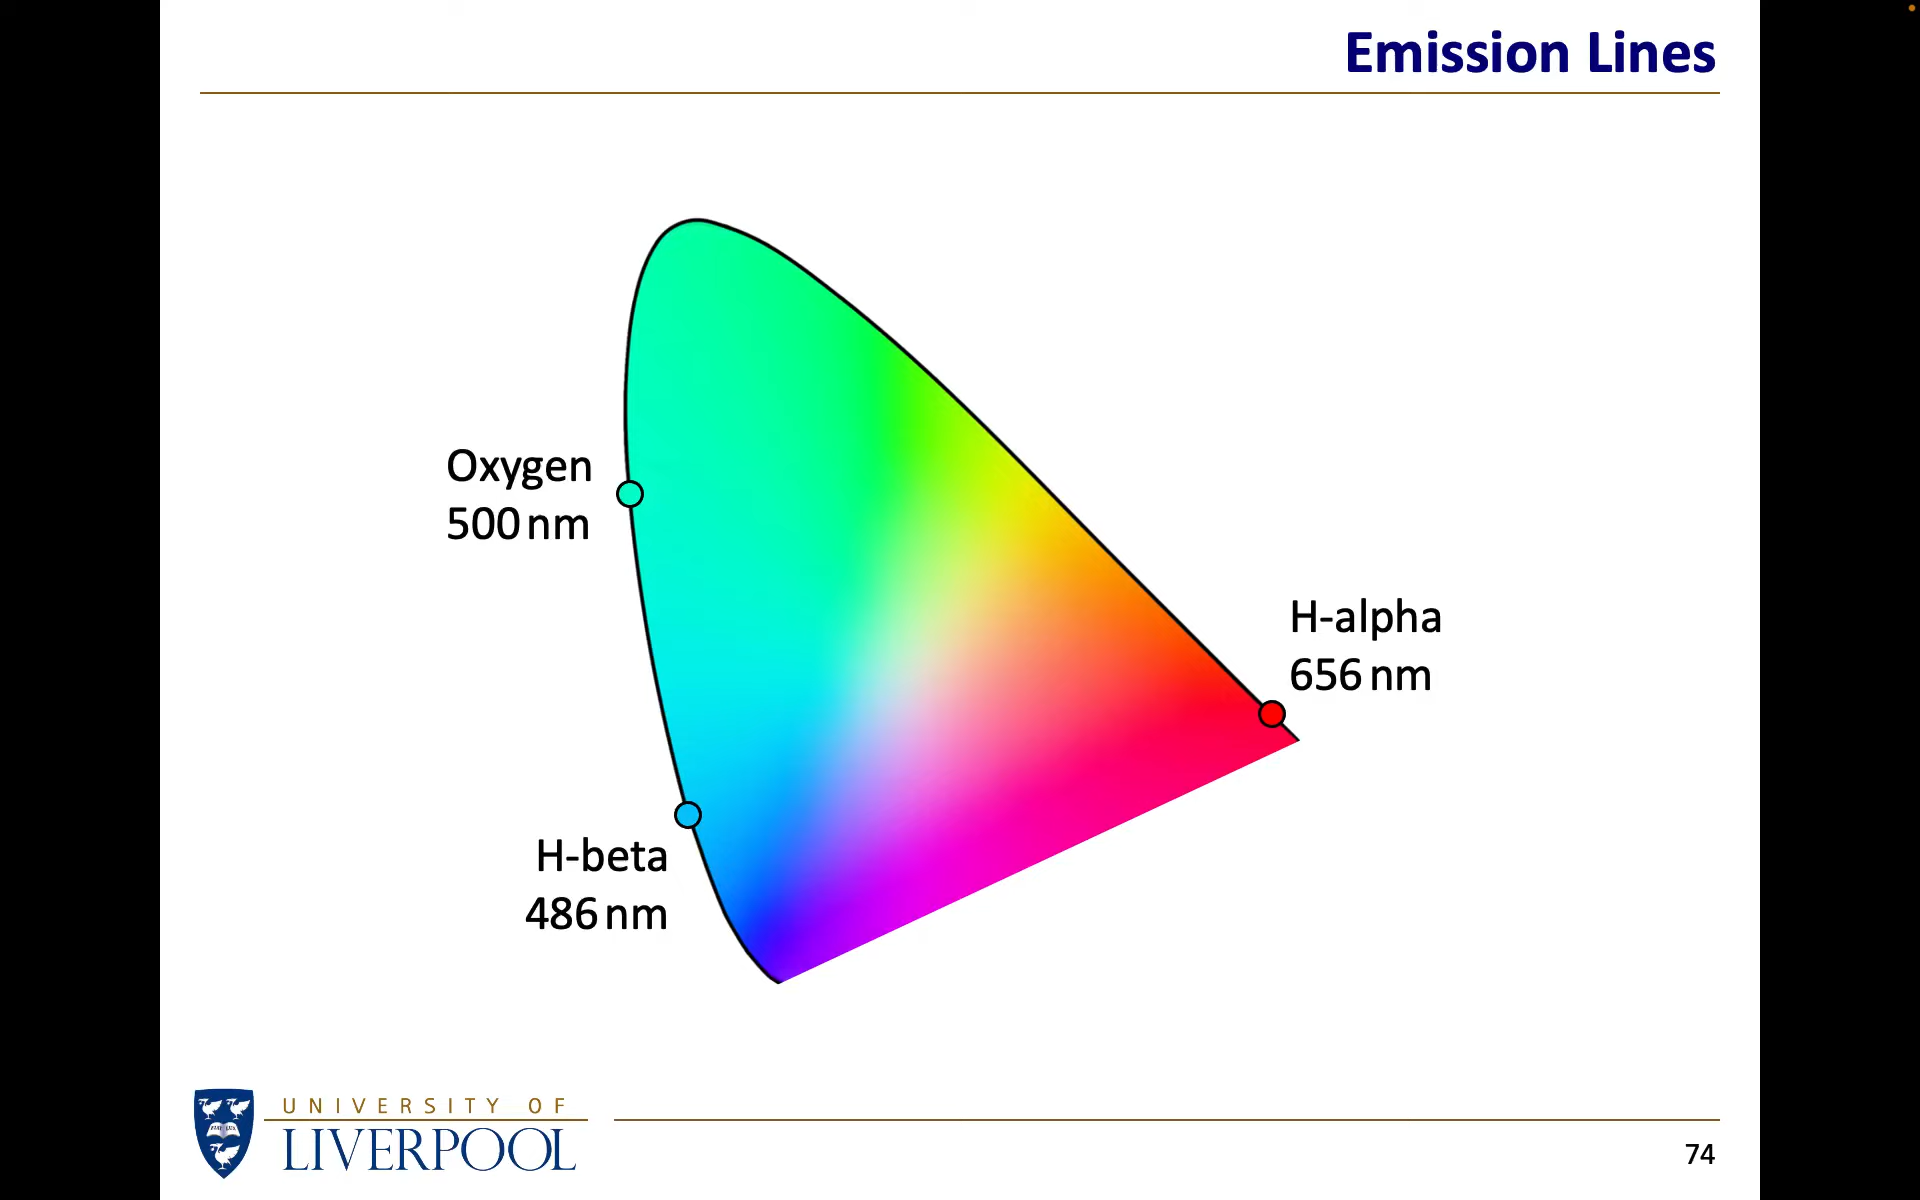 Emission Lines
Oxygen
500 nm
H-alpha
656 nm
H-beta
486 nm
UNIVERSITY OF
LIVERPOOL
74